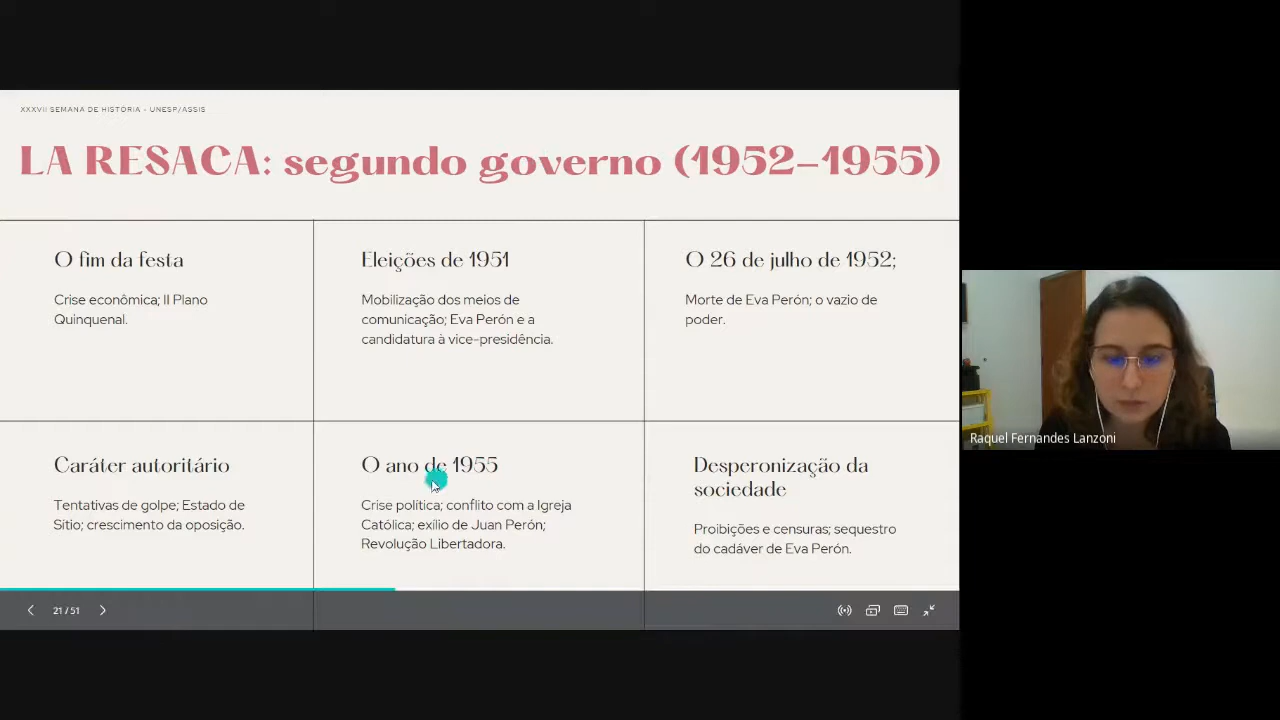 XXXVII SEMANA DE HISTÓRIA - UNESP/ASSIS
LA RESACA: segundo governo (1952–1955)
O fim da festa
Crise econômica; II Plano
Quinquenal.
Eleições de 1951
Mobilização dos meios de
comunicação; Eva Perón e a
candidatura à vice-presidência.
O 26 de julho de 1952;
Morte de Eva Perón; o vazio de
poder.
Caráter autoritário
Tentativas de golpe; Estado de
Sítio; crescimento da oposição.
O ano de 1955
Crise política; conflito com a Igreja
Católica; exílio de Juan Perón;
Revolução Libertadora.
Desperonização da
sociedade
Proibições e censuras; sequestro
do cadáver de Eva Perón.
21 / 51
Raquel Fernandes Lanzoni